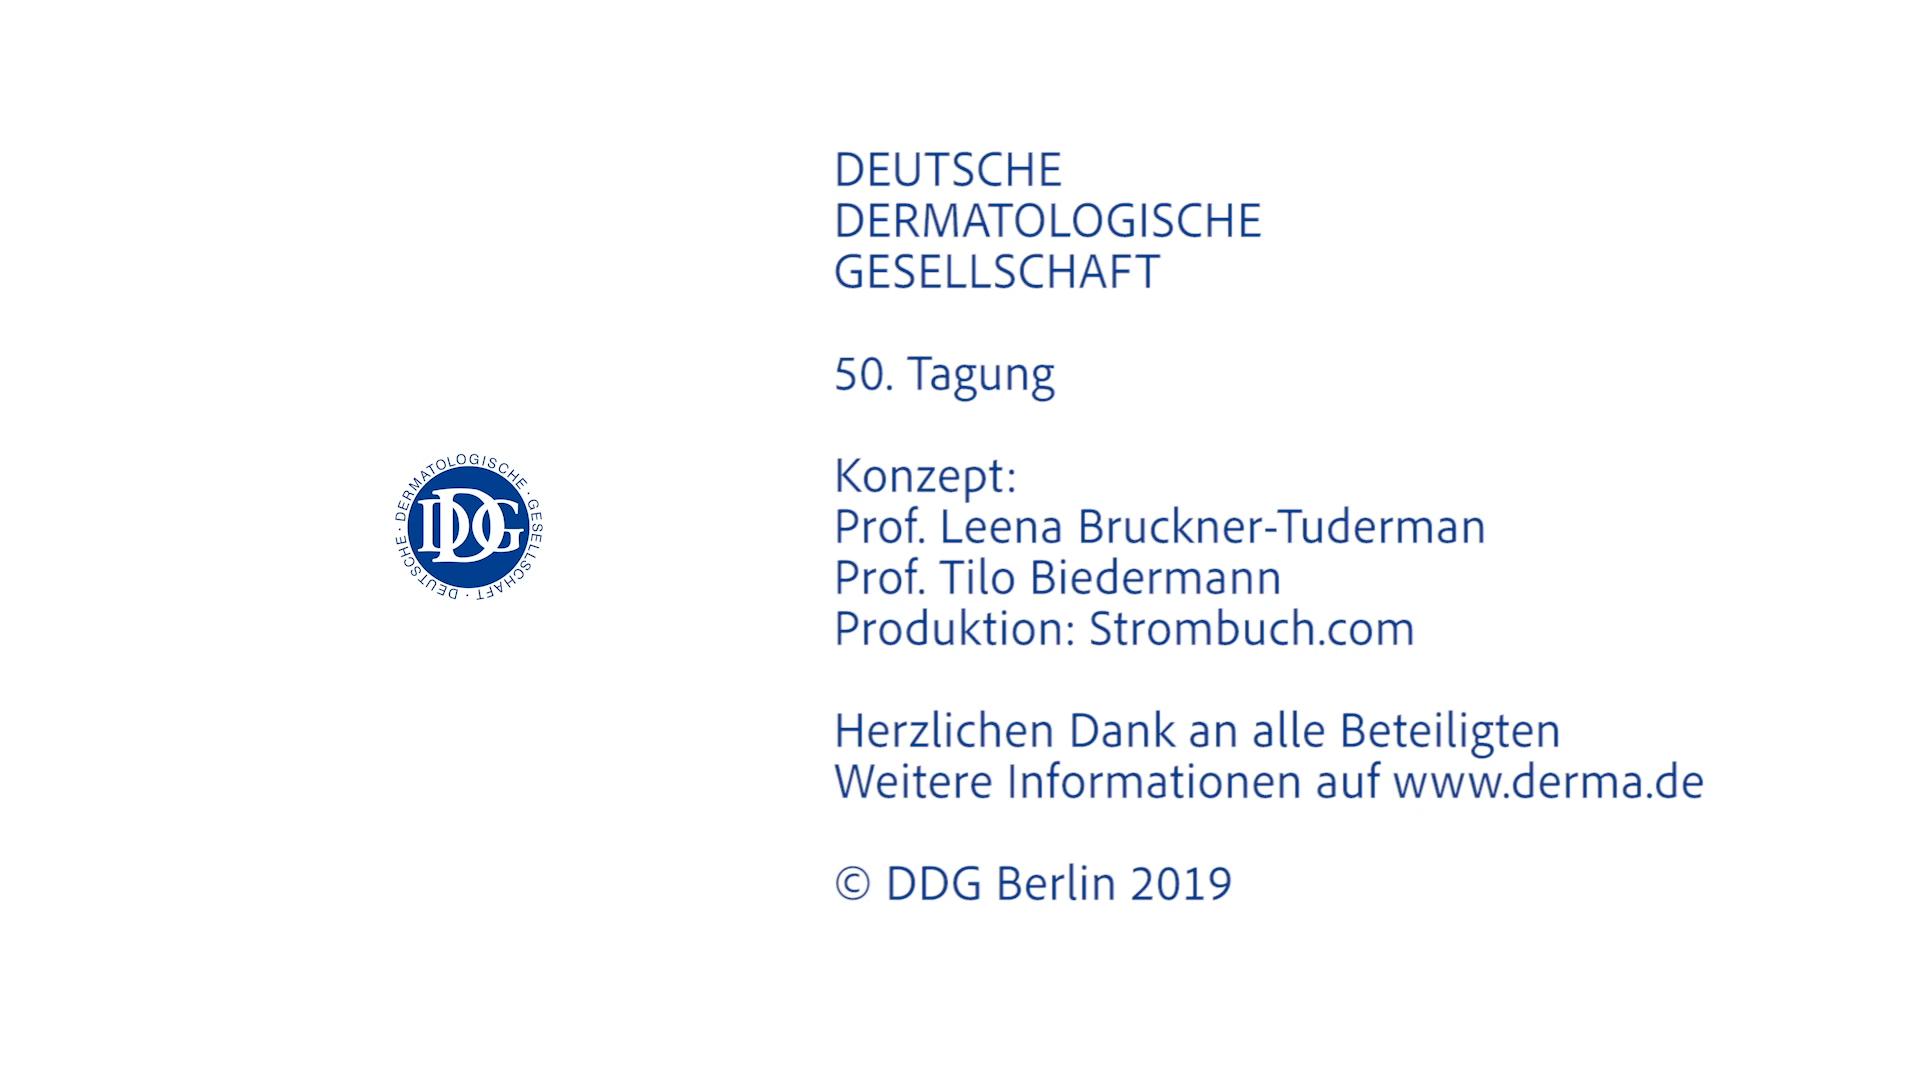 DEUTSCHE
DERMATOLOGISCHE
GESELLSCHAFT
50. Tagung
Konzept:
Prof. Leena Bruckner-Tuderman
Prof. Tilo Biedermann
Produktion: Strombuch.com
Herzlichen Dank an alle Beteiligten
Weitere Informationen auf www.derma.de
© DDG Berlin 2019
DEUTSCHE · DERMATOLOGISCHE · GESELLSCHAFT ·
DDG